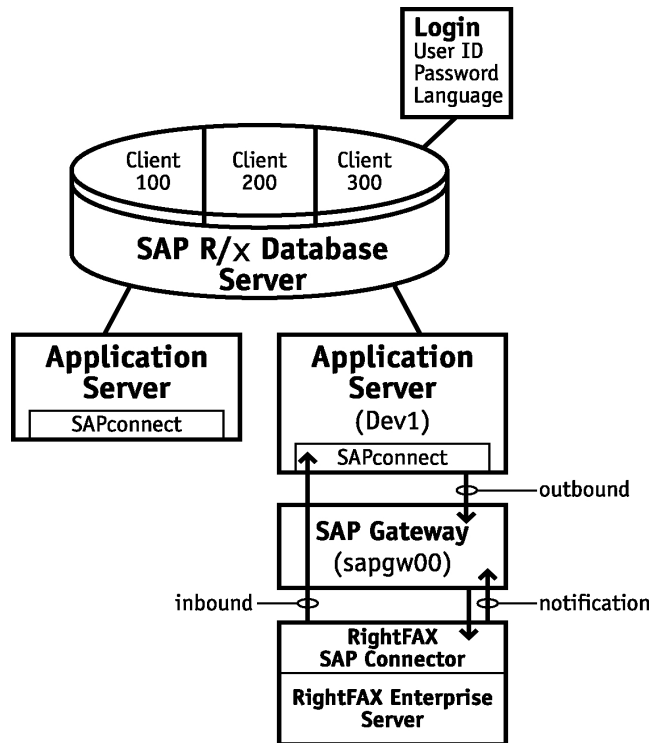 Login
User ID
Password
Language
Client
100
Client
200
Client
300
SAP R/x Database
Server
Application
Server
SAPconnect
Application
Server
(Dev1)
SAPconnect
outbound
SAP Gateway
(sapgw00)
inbound
notification
RightFAX
SAP Connector
RightFAX Enterprise
Server